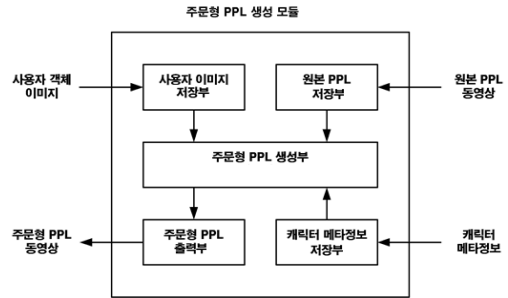 주문형 PPL 생성 모듈
사용자 객체
이미지
사용자 이미지
저장부
원본 PPL
저장부
원본 PPL
동영상
주문형 PPL 생성부
주문형 PPL
동영상
주문형 PPL
출력부
캐릭터 메타정보
저장부
캐릭터
메타정보